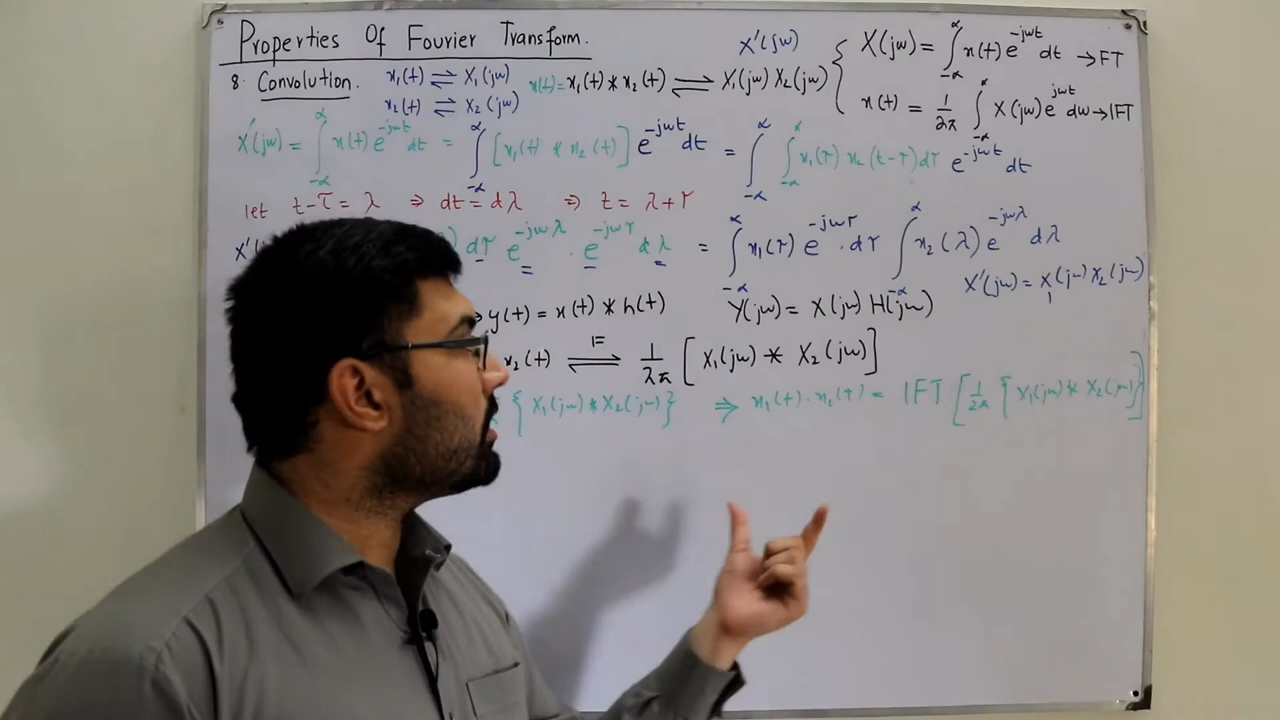 Properties Of Fourier Transform.
X'(jω)
X(jω) = ∫_{-α}^{α} x(t) e^{-jωt} dt → FT
8. Convolution. x₁(t) ⇌ X₁(jω) x(t)= x₁(t) * x₂(t) ⇌ X₁(jω) X₂(jω)
x₂(t) ⇌ X₂(jω)
x(t) = 1/2π ∫_{-α}^{α} X(jω) e^{jωt} dω → IFT
X'(jω) = ∫_{-α}^{α} x(t) e^{-jωt} dt = ∫_{-α}^{α} [x₁(t) * x₂(t)] e^{-jωt} dt = ∫_{-α}^{α} ∫_{-α}^{α} x₁(τ) x₂(t-τ) dτ e^{-jωt} dt
let t-τ = λ ⇒ dt = dλ ⇒ t = λ+τ
X'( ) dτ e^{-jωλ} . e^{-jωτ} dλ = ∫_{-α}^{α} x₁(τ) e^{-jωτ} . dτ ∫_{-α}^{α} x₂(λ) e^{-jωλ} dλ
X'(jω) = X₁(jω) X₂(jω)
⇒ y(t) = x(t) * h(t) Y(jω) = X(jω) H(jω)
x₂(t) ⇌^{F} 1/2π [X₁(jω) * X₂(jω)]
{X₁(jω) * X₂(jω)} ⇒ x₁(t) . x₂(t) = IFT [1/2π {X₁(jω) * X₂(jω)}]